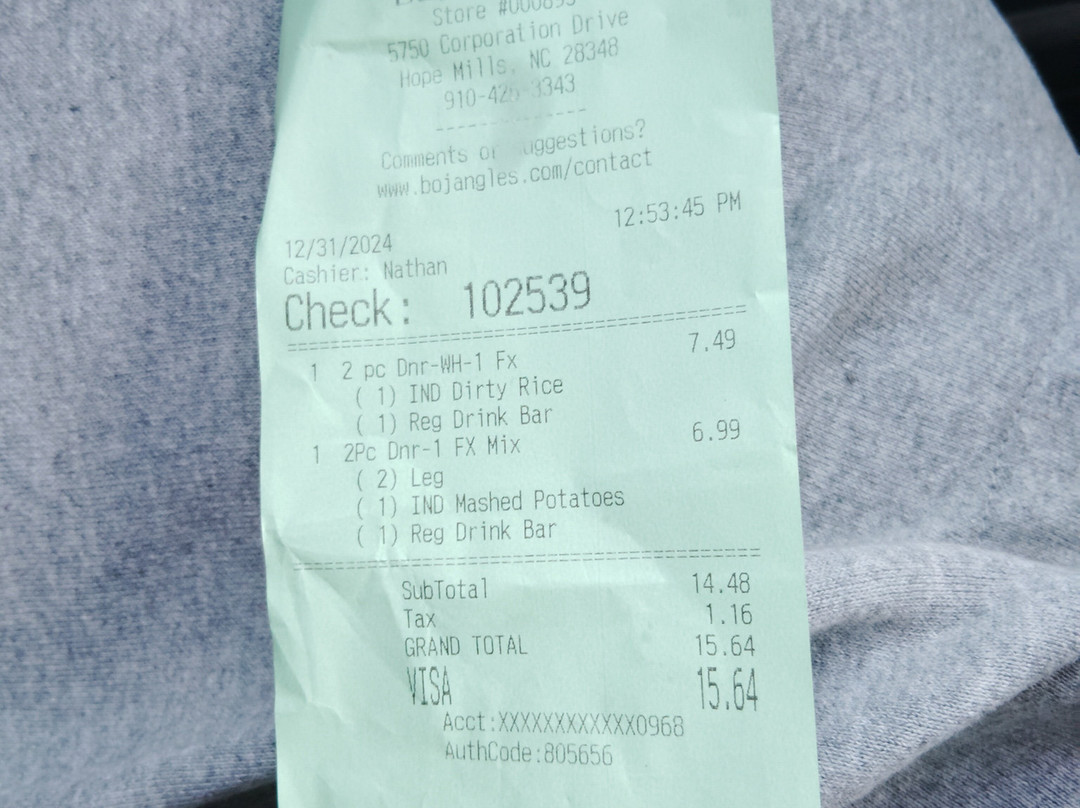 Store #000893
5750 Corporation Drive
Hope Mills, NC 28348
Comments or uggestions?
www.bojangles.com/contact
12:53:45 PM
12/31/2024
Cashier: Nathan
Check: 102539
1 2 pc Dnr-WH-1 Fx 7.49
( 1) IND Dirty Rice
( 1) Reg Drink Bar
1 2Pc Dnr-1 FX Mix 6.99
( 2) Leg
( 1) IND Mashed Potatoes
( 1) Reg Drink Bar
SubTotal 14.48
Tax 1.16
GRAND TOTAL 15.64
VISA 15.64
Acct:XXXXXXXXXXXX0968
AuthCode:805656